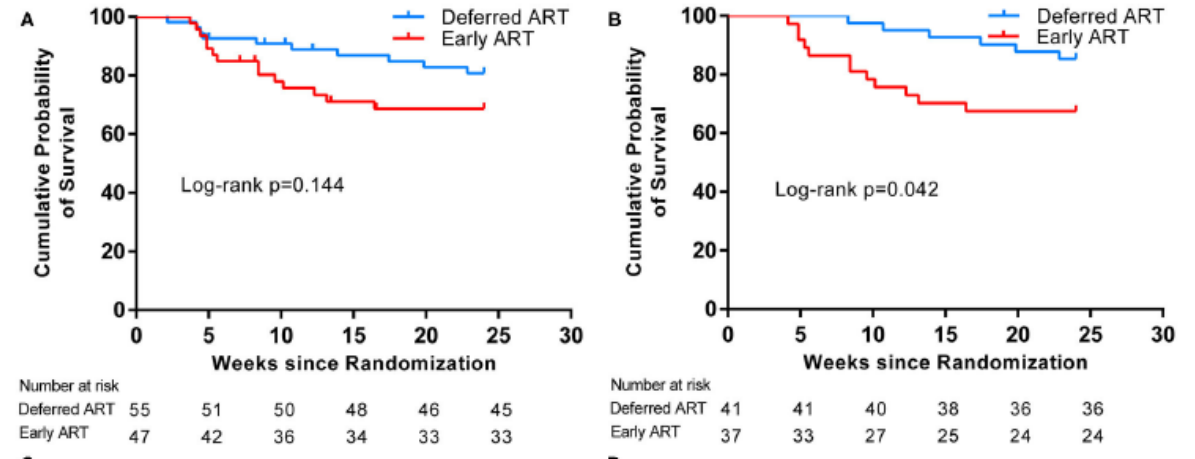 A
Cumulative Probability
of Survival
100
80
60
40
20
0
Deferred ART
Early ART
Log-rank p=0.144
0 5 10 15 20 25 30
Weeks since Randomization
Number at risk
Deferred ART 55 51 50 48 46 45
Early ART 47 42 36 34 33 33
B
Cumulative Probability
of Survival
100
80
60
40
20
0
Deferred ART
Early ART
Log-rank p=0.042
0 5 10 15 20 25 30
Weeks since Randomization
Number at risk
Deferred ART 41 41 40 38 36 36
Early ART 37 33 27 25 24 24